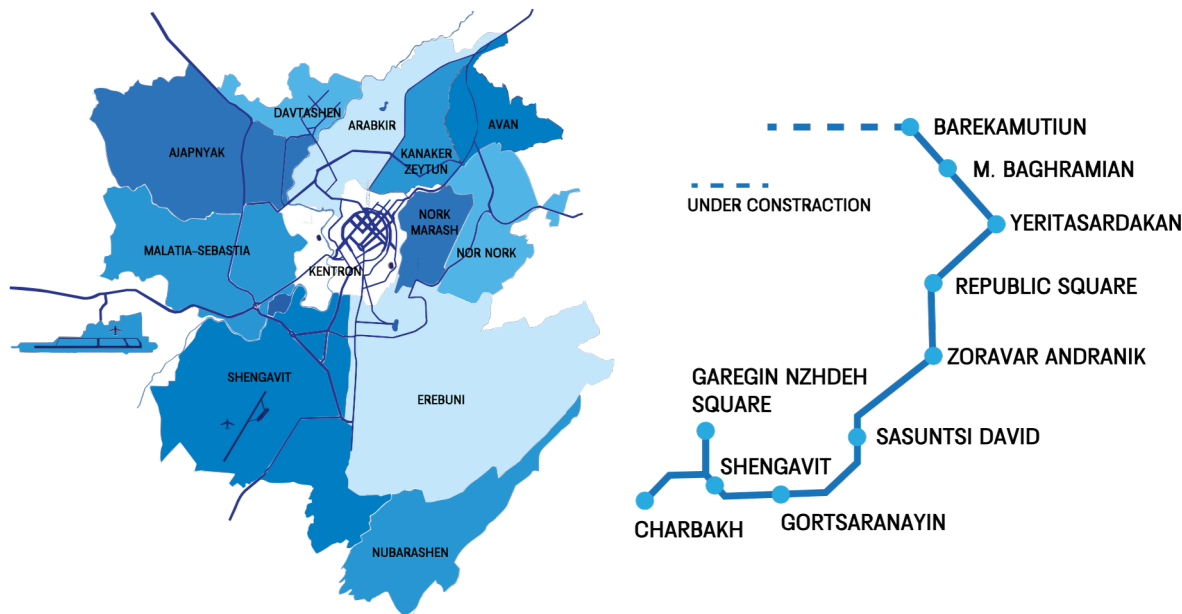 DAVTASHEN
ARABKIR
AVAN
AJAPNYAK
KANAKER
ZEYTUN
NORK
MARASH
MALATIA-SEBASTIA
NOR NORK
KENTRON
SHENGAVIT
EREBUNI
NUBARASHEN
BAREKAMUTIUN
M. BAGHRAMIAN
UNDER CONSTRACTION
YERITASARDAKAN
REPUBLIC SQUARE
ZORAVAR ANDRANIK
GAREGIN NZHDEH
SQUARE
SASUNTSI DAVID
SHENGAVIT
GORTSARANAYIN
CHARBAKH